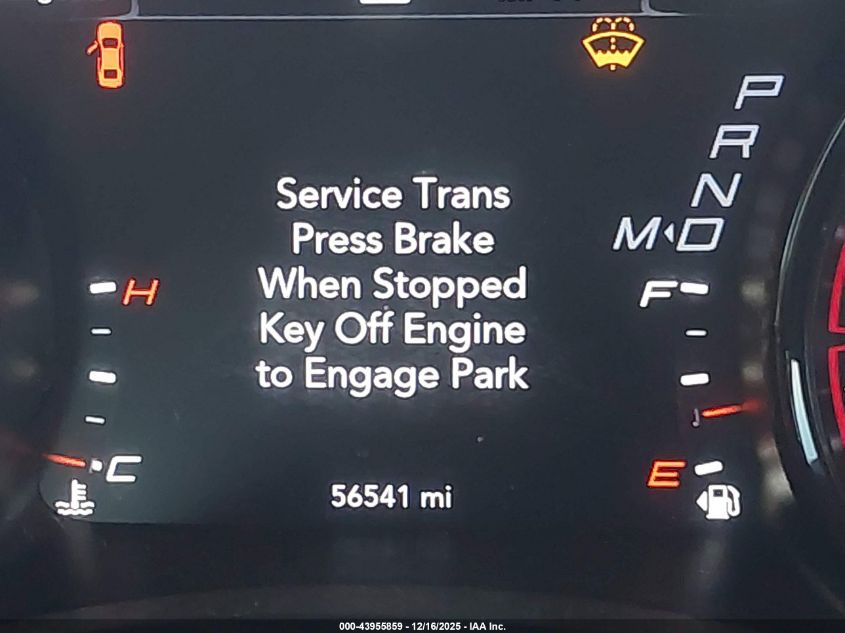 P
R
N
M D
Service Trans
Press Brake
When Stopped
Key Off Engine
to Engage Park
H
F
C
E
56541 mi
000-43955859 - 12/16/2025 - IAA Inc.